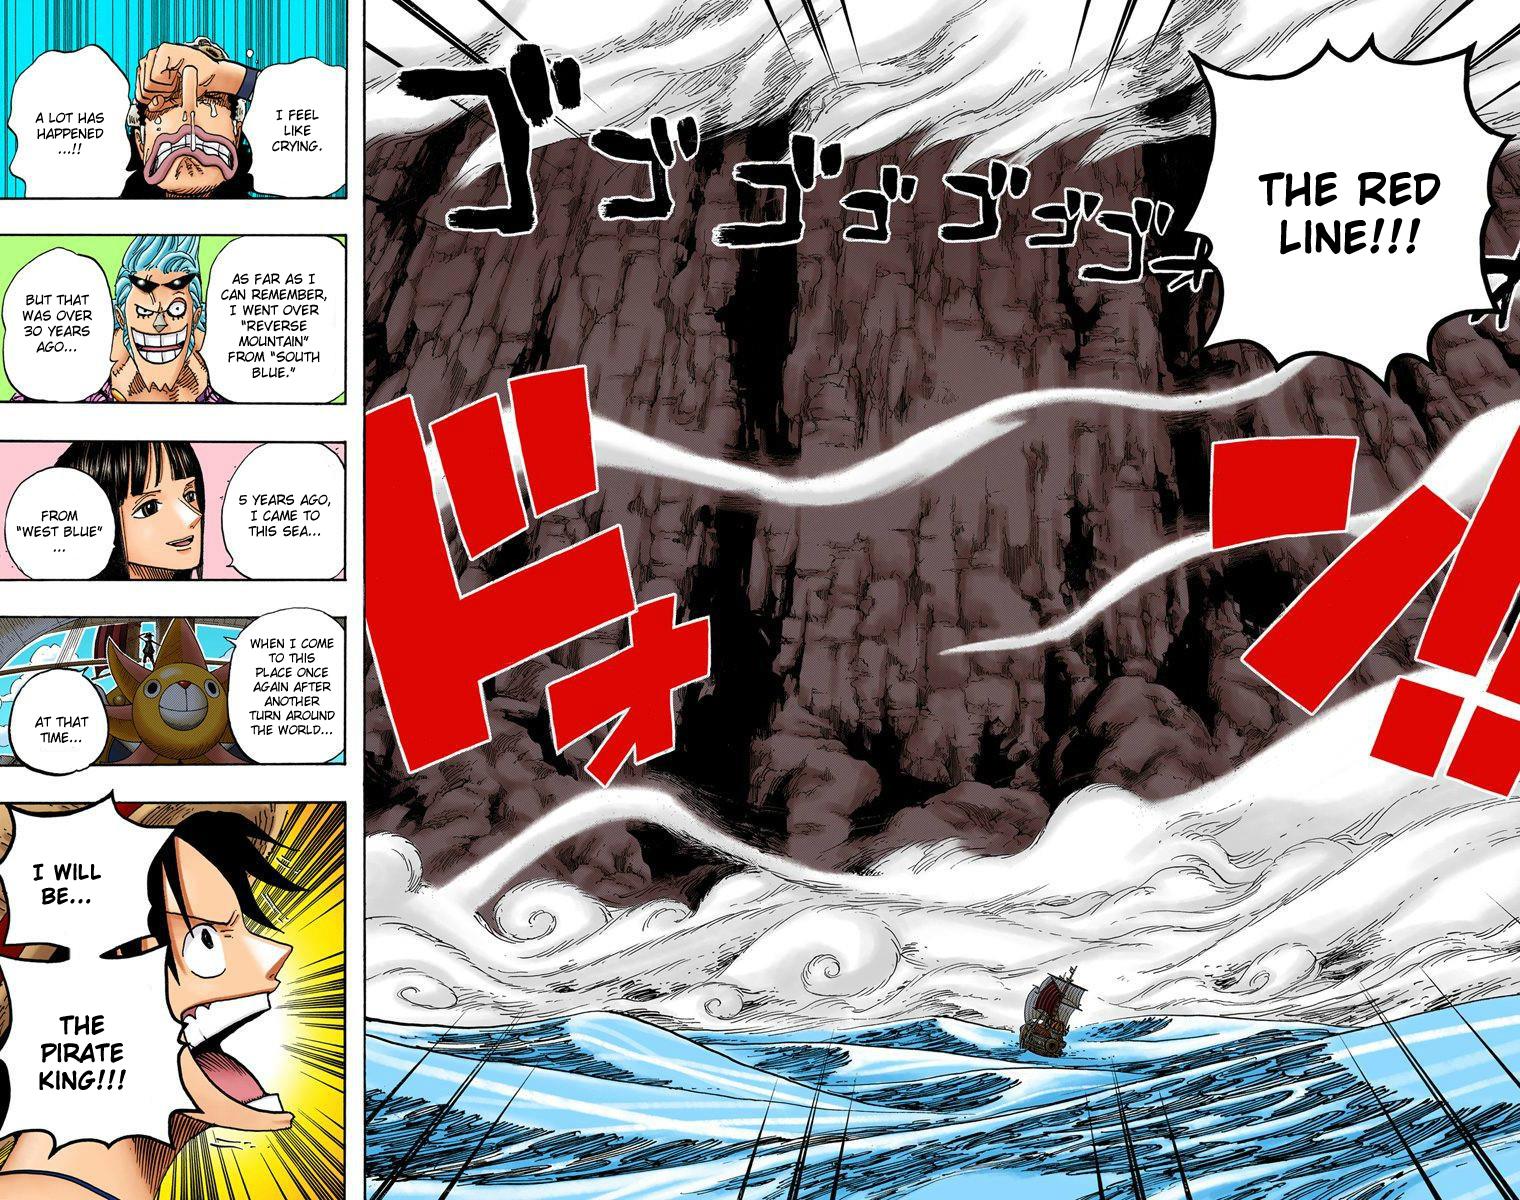 THE RED
LINE!!!
ゴゴゴゴゴゴゴォ
ドォン!!
I FEEL
LIKE
CRYING.
A LOT HAS
HAPPENED
...!!
AS FAR AS I
CAN REMEMBER,
I WENT OVER
"REVERSE
MOUNTAIN"
FROM "SOUTH
BLUE."
BUT THAT
WAS OVER
30 YEARS
AGO...
5 YEARS AGO,
I CAME TO
THIS SEA...
FROM
"WEST BLUE"
...
WHEN I COME
TO THIS
PLACE ONCE
AGAIN AFTER
ANOTHER
TURN AROUND
THE WORLD...
AT THAT
TIME...
I WILL
BE...
THE
PIRATE
KING!!!